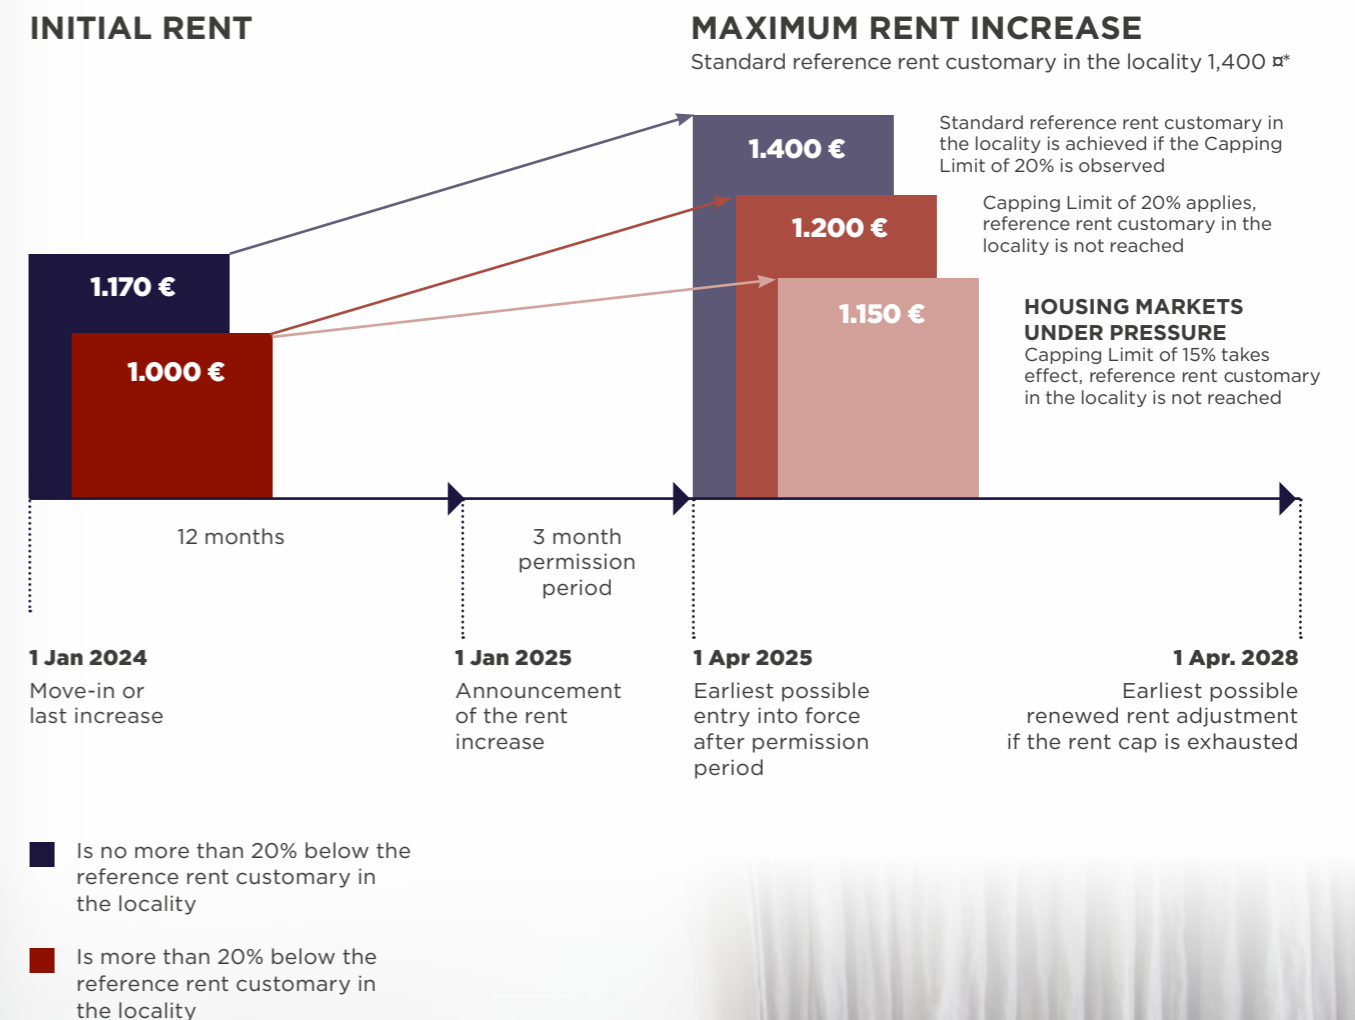 INITIAL RENT
MAXIMUM RENT INCREASE
Standard reference rent customary in the locality 1,400 ¤*
1.170 €
1.000 €
1.400 €
1.200 €
1.150 €
Standard reference rent customary in
the locality is achieved if the Capping
Limit of 20% is observed
Capping Limit of 20% applies,
reference rent customary in the
locality is not reached
HOUSING MARKETS
UNDER PRESSURE
Capping Limit of 15% takes
effect, reference rent customary
in the locality is not reached
12 months
3 month
permission
period
1 Jan 2024
Move-in or
last increase
1 Jan 2025
Announcement
of the rent
increase
1 Apr 2025
Earliest possible
entry into force
after permission
period
1 Apr. 2028
Earliest possible
renewed rent adjustment
if the rent cap is exhausted
Is no more than 20% below the
reference rent customary in
the locality
Is more than 20% below the
reference rent customary in
the locality